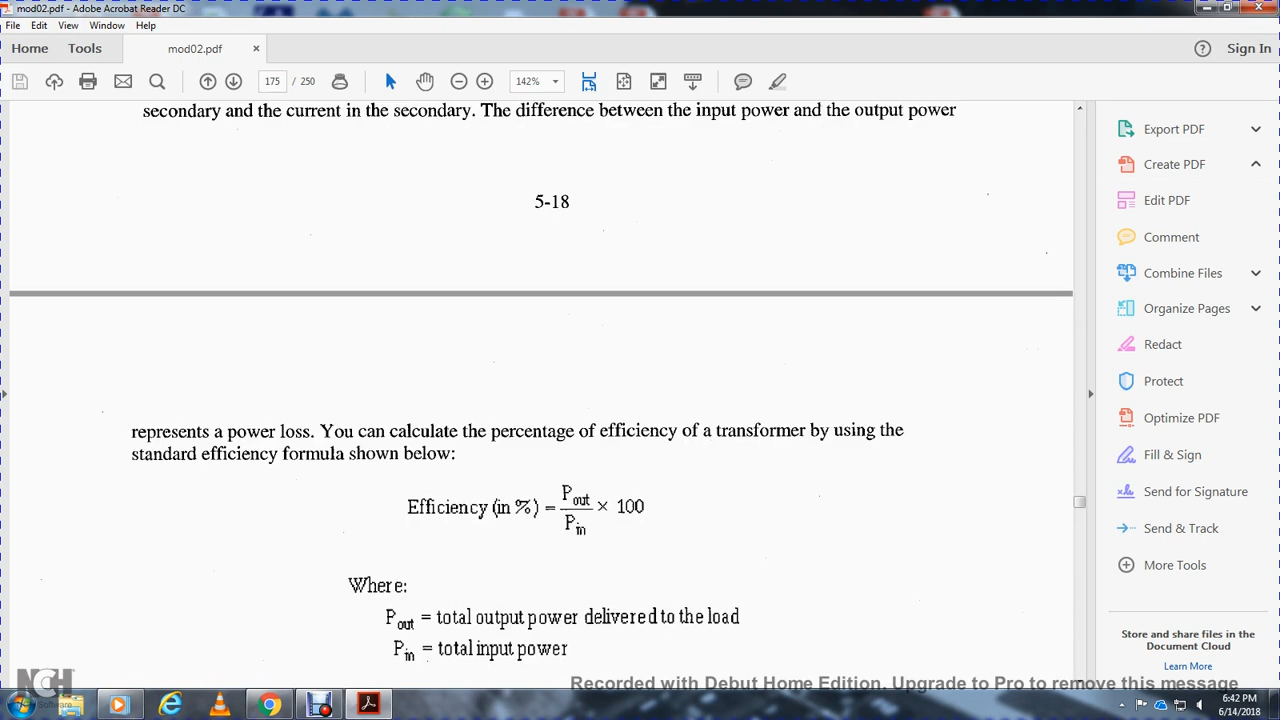 mod02.pdf - Adobe Acrobat Reader DC
File Edit View Window Help
Home Tools mod02.pdf × Sign In
175 / 250 142%
secondary and the current in the secondary. The difference between the input power and the output power
5-18
represents a power loss. You can calculate the percentage of efficiency of a transformer by using the
standard efficiency formula shown below:
Efficiency (in %) = P_out / P_in × 100
Where:
P_out = total output power delivered to the load
P_in = total input power
Export PDF
Create PDF
Edit PDF
Comment
Combine Files
Organize Pages
Redact
Protect
Optimize PDF
Fill & Sign
Send for Signature
Send & Track
More Tools
Store and share files in the
Document Cloud
Learn More
NCH
Software
Recorded with Debut Home Edition. Upgrade to Pro to remove this message
6:42 PM
6/14/2018